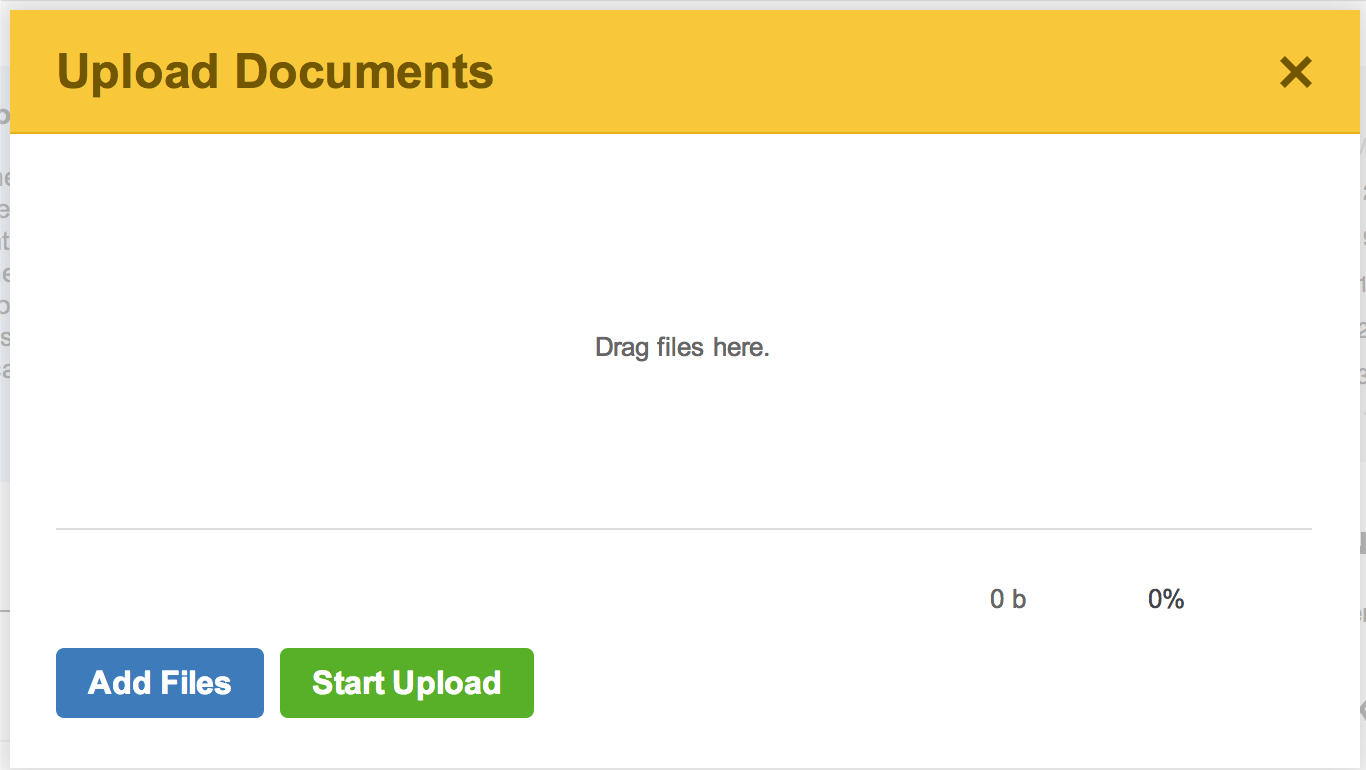 Upload Documents
Drag files here.
0 b 0%
Add Files Start Upload